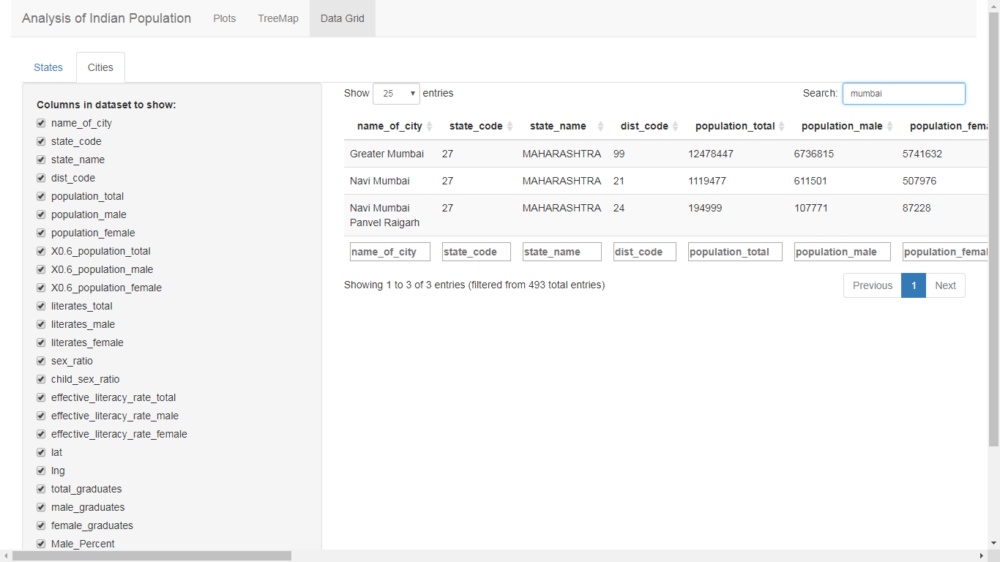 Analysis of Indian Population Plots TreeMap Data Grid
States Cities
Columns in dataset to show:
name_of_city
state_code
state_name
dist_code
population_total
population_male
population_female
X0.6_population_total
X0.6_population_male
X0.6_population_female
literates_total
literates_male
literates_female
sex_ratio
child_sex_ratio
effective_literacy_rate_total
effective_literacy_rate_male
effective_literacy_rate_female
lat
lng
total_graduates
male_graduates
female_graduates
Male_Percent
Show 25 entries Search: mumbai
name_of_city state_code state_name dist_code population_total population_male population_fema
Greater Mumbai 27 MAHARASHTRA 99 12478447 6736815 5741632
Navi Mumbai 27 MAHARASHTRA 21 1119477 611501 507976
Navi Mumbai 27 MAHARASHTRA 24 194999 107771 87228
Panvel Raigarh
name_of_city state_code state_name dist_code population_total population_male population_femal
Showing 1 to 3 of 3 entries (filtered from 493 total entries) Previous 1 Next